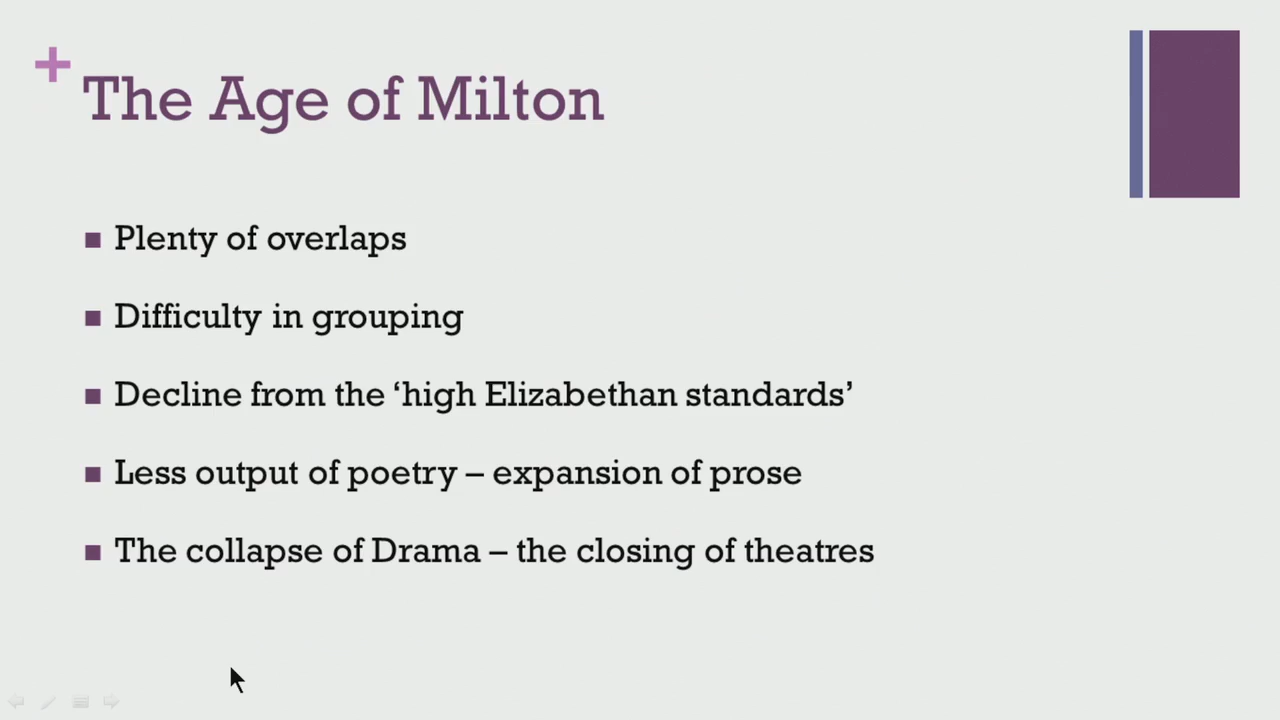 +
The Age of Milton
Plenty of overlaps
Difficulty in grouping
Decline from the ‘high Elizabethan standards’
Less output of poetry – expansion of prose
The collapse of Drama – the closing of theatres